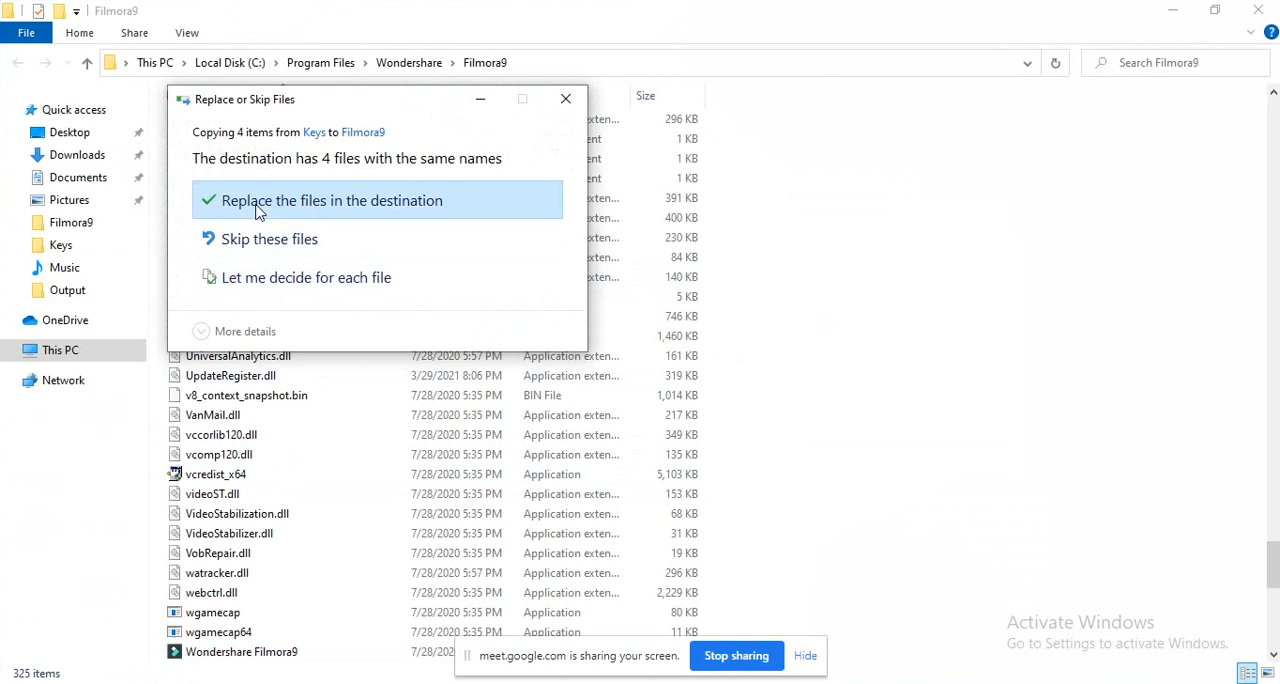 Filmora9
File Home Share View
This PC Local Disk (C:) Program Files Wondershare Filmora9
Search Filmora9
Quick access
Desktop
Downloads
Documents
Pictures
Filmora9
Keys
Music
Output
OneDrive
This PC
Network
Replace or Skip Files
Copying 4 items from Keys to Filmora9
The destination has 4 files with the same names
Replace the files in the destination
Skip these files
Let me decide for each file
More details
Size
xten... 296 KB
ent 1 KB
ent 1 KB
ent 1 KB
xten... 391 KB
xten... 400 KB
xten... 230 KB
xten... 84 KB
xten... 140 KB
5 KB
746 KB
1,460 KB
UniversalAnalytics.dll 7/28/2020 5:57 PM Application exten... 161 KB
UpdateRegister.dll 3/29/2021 8:06 PM Application exten... 319 KB
v8_context_snapshot.bin 7/28/2020 5:35 PM BIN File 1,014 KB
VanMail.dll 7/28/2020 5:35 PM Application exten... 217 KB
vccorlib120.dll 7/28/2020 5:35 PM Application exten... 349 KB
vcomp120.dll 7/28/2020 5:35 PM Application exten... 135 KB
vcredist_x64 7/28/2020 5:35 PM Application 5,103 KB
videoST.dll 7/28/2020 5:35 PM Application exten... 153 KB
VideoStabilization.dll 7/28/2020 5:35 PM Application exten... 68 KB
VideoStabilizer.dll 7/28/2020 5:35 PM Application exten... 31 KB
VobRepair.dll 7/28/2020 5:35 PM Application exten... 19 KB
watracker.dll 7/28/2020 5:57 PM Application exten... 296 KB
webctrl.dll 7/28/2020 5:35 PM Application exten... 2,229 KB
wgamecap 7/28/2020 5:35 PM Application 80 KB
wgamecap64 7/28/2020 5:35 PM Application 11 KB
Wondershare Filmora9 7/28/202
meet.google.com is sharing your screen. Stop sharing Hide
Activate Windows
Go to Settings to activate Windows.
325 items